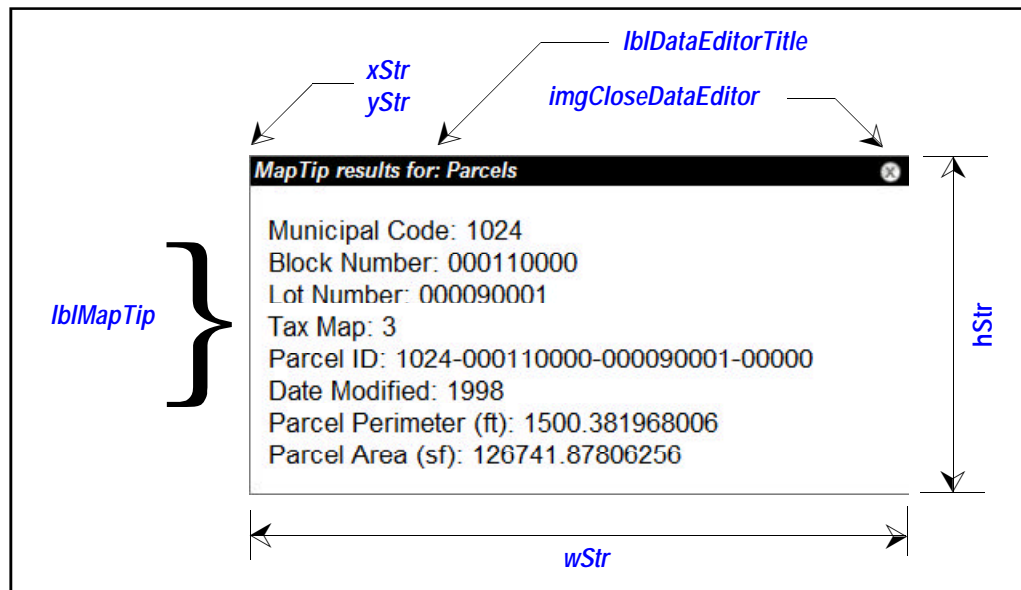 lblDataEditorTitle
xStr
yStr
imgCloseDataEditor
MapTip results for: Parcels
Municipal Code: 1024
Block Number: 000110000
Lot Number: 000090001
lblMapTip
Tax Map: 3
Parcel ID: 1024-000110000-000090001-00000
Date Modified: 1998
Parcel Perimeter (ft): 1500.381968006
Parcel Area (sf): 126741.87806256
hStr
wStr